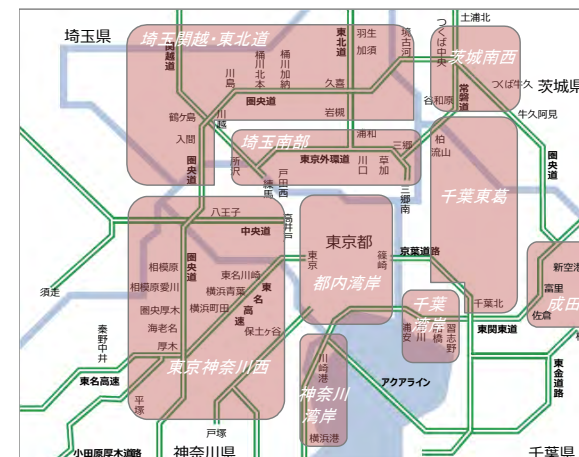 埼玉県
埼玉関越・東北道
関越道
桶川北本
桶川加納
川島
東北道
羽生
加須
境古河
久喜
圏央道
岩槻
鶴ケ島
川越
入間
圏央道
つくば中央
土浦北
茨城南西
つくば牛久
茨城県
谷和原
常磐道
牛久阿見
圏央道
埼玉南部
浦和
三郷
東京外環道
所沢
川口
草加
練馬
戸田西
三郷南
柏
流山
千葉東葛
八王子
中央道
高井戸
東京都
東京
篠崎
京葉道路
都内湾岸
須走
相模原
圏央道
東名川崎
相模原愛川
横浜青葉
東名高速
圏央厚木
横浜町田
海老名
保土ヶ谷
厚木
秦野中井
東名高速
東京神奈川西
平塚
戸塚
小田原厚木道路
神奈川県
川崎港
神奈川
湾岸
横浜港
アクアライン
千葉
湾岸
浦安
川
橋
習志野
千葉北
東関東道
新空港
富里
成田
佐倉
東金道路
千葉県